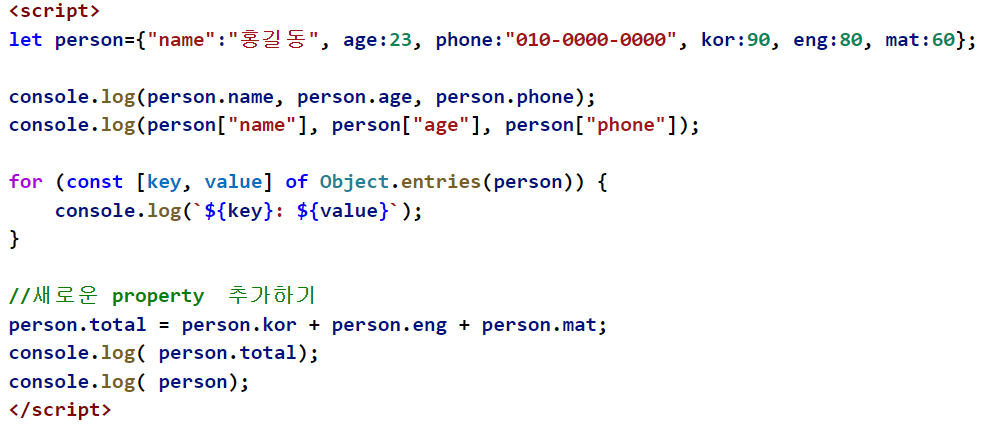 <script>
let person={"name":"홍길동", age:23, phone:"010-0000-0000", kor:90, eng:80, mat:60};
console.log(person.name, person.age, person.phone);
console.log(person["name"], person["age"], person["phone"]);
for (const [key, value] of Object.entries(person)) {
    console.log(`${key}: ${value}`);
}
//새로운 property  추가하기
person.total = person.kor + person.eng + person.mat;
console.log( person.total);
console.log( person);
</script>